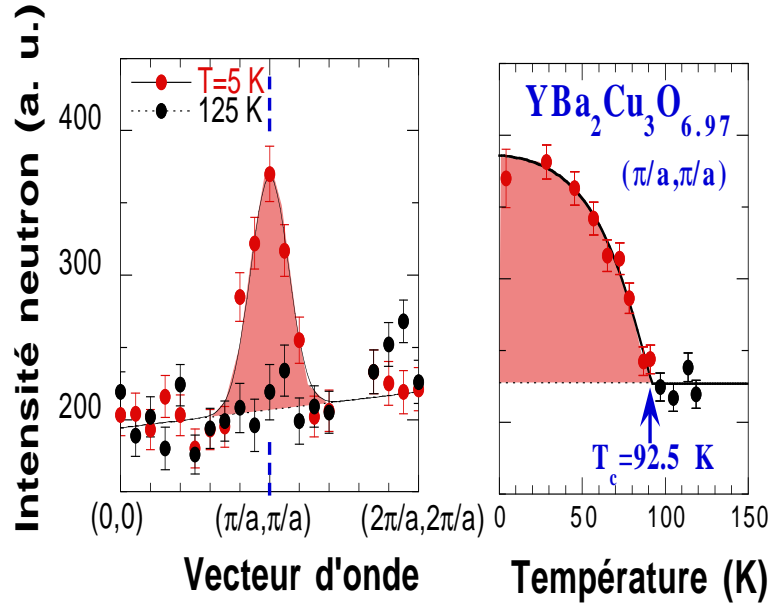 Intensité neutron (a. u.)
400
300
200
T=5 K
125 K
(0,0)
(π/a,π/a)
(2π/a,2π/a)
Vecteur d'onde
YBa2Cu3O6.97
(π/a,π/a)
Tc=92.5 K
0
50
100
150
Température (K)